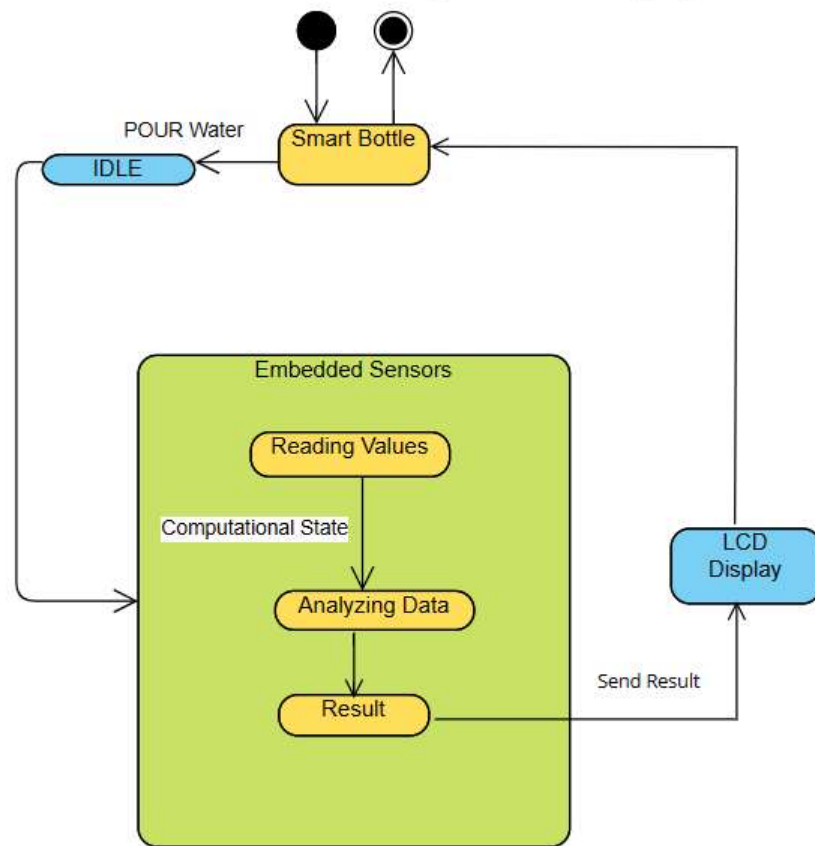 POUR Water
Smart Bottle
IDLE
Embedded Sensors
Reading Values
Computational State
Analyzing Data
Result
LCD
Display
Send Result